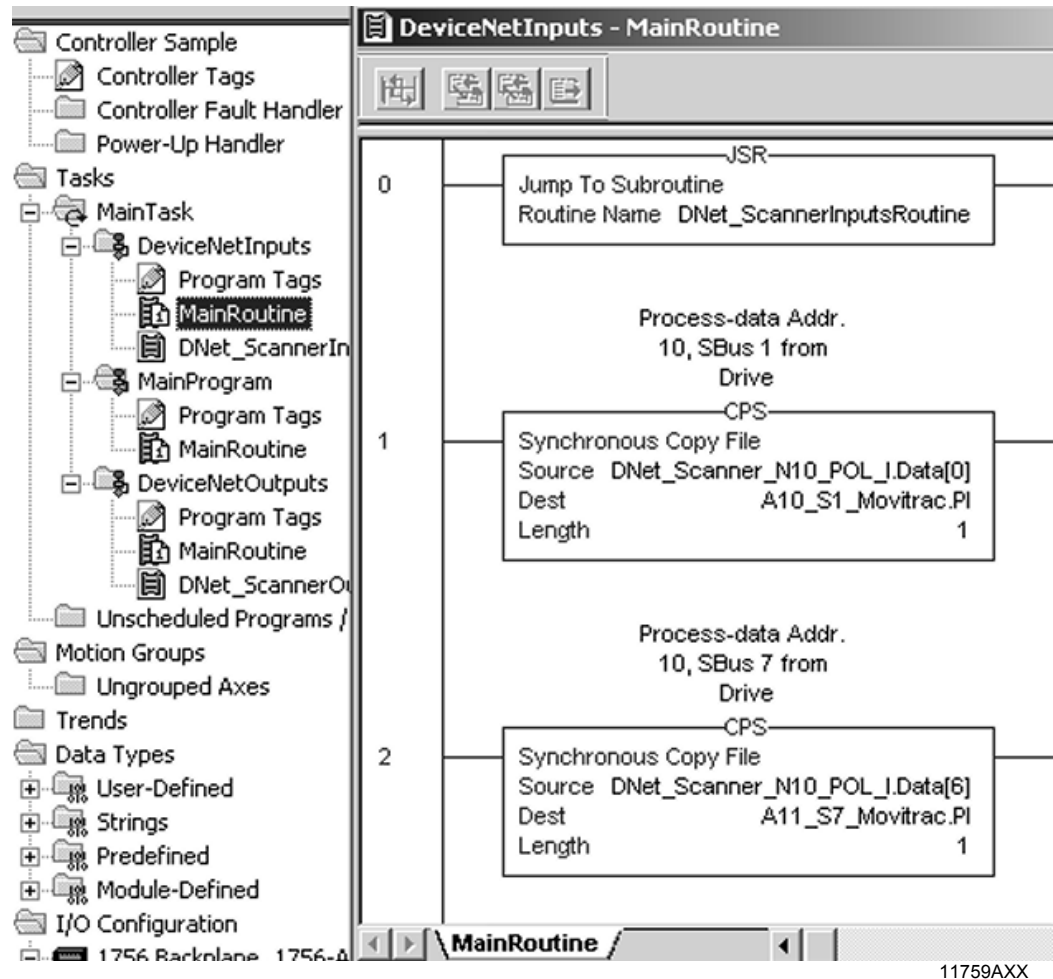 Controller Sample
Controller Tags
Controller Fault Handler
Power-Up Handler
Tasks
MainTask
DeviceNetInputs
Program Tags
MainRoutine
DNet_ScannerIn
MainProgram
Program Tags
MainRoutine
DeviceNetOutputs
Program Tags
MainRoutine
DNet_ScannerOu
Unscheduled Programs /
Motion Groups
Ungrouped Axes
Trends
Data Types
User-Defined
Strings
Predefined
Module-Defined
I/O Configuration
1756 Backplane, 1756-A
DeviceNetInputs - MainRoutine
0
JSR
Jump To Subroutine
Routine Name DNet_ScannerInputsRoutine
Process-data Addr.
10, SBus 1 from
Drive
1
CPS
Synchronous Copy File
Source DNet_Scanner_N10_POL_I.Data[0]
Dest A10_S1_Movitrac.PI
Length 1
Process-data Addr.
10, SBus 7 from
Drive
2
CPS
Synchronous Copy File
Source DNet_Scanner_N10_POL_I.Data[6]
Dest A11_S7_Movitrac.PI
Length 1
MainRoutine
11759AXX